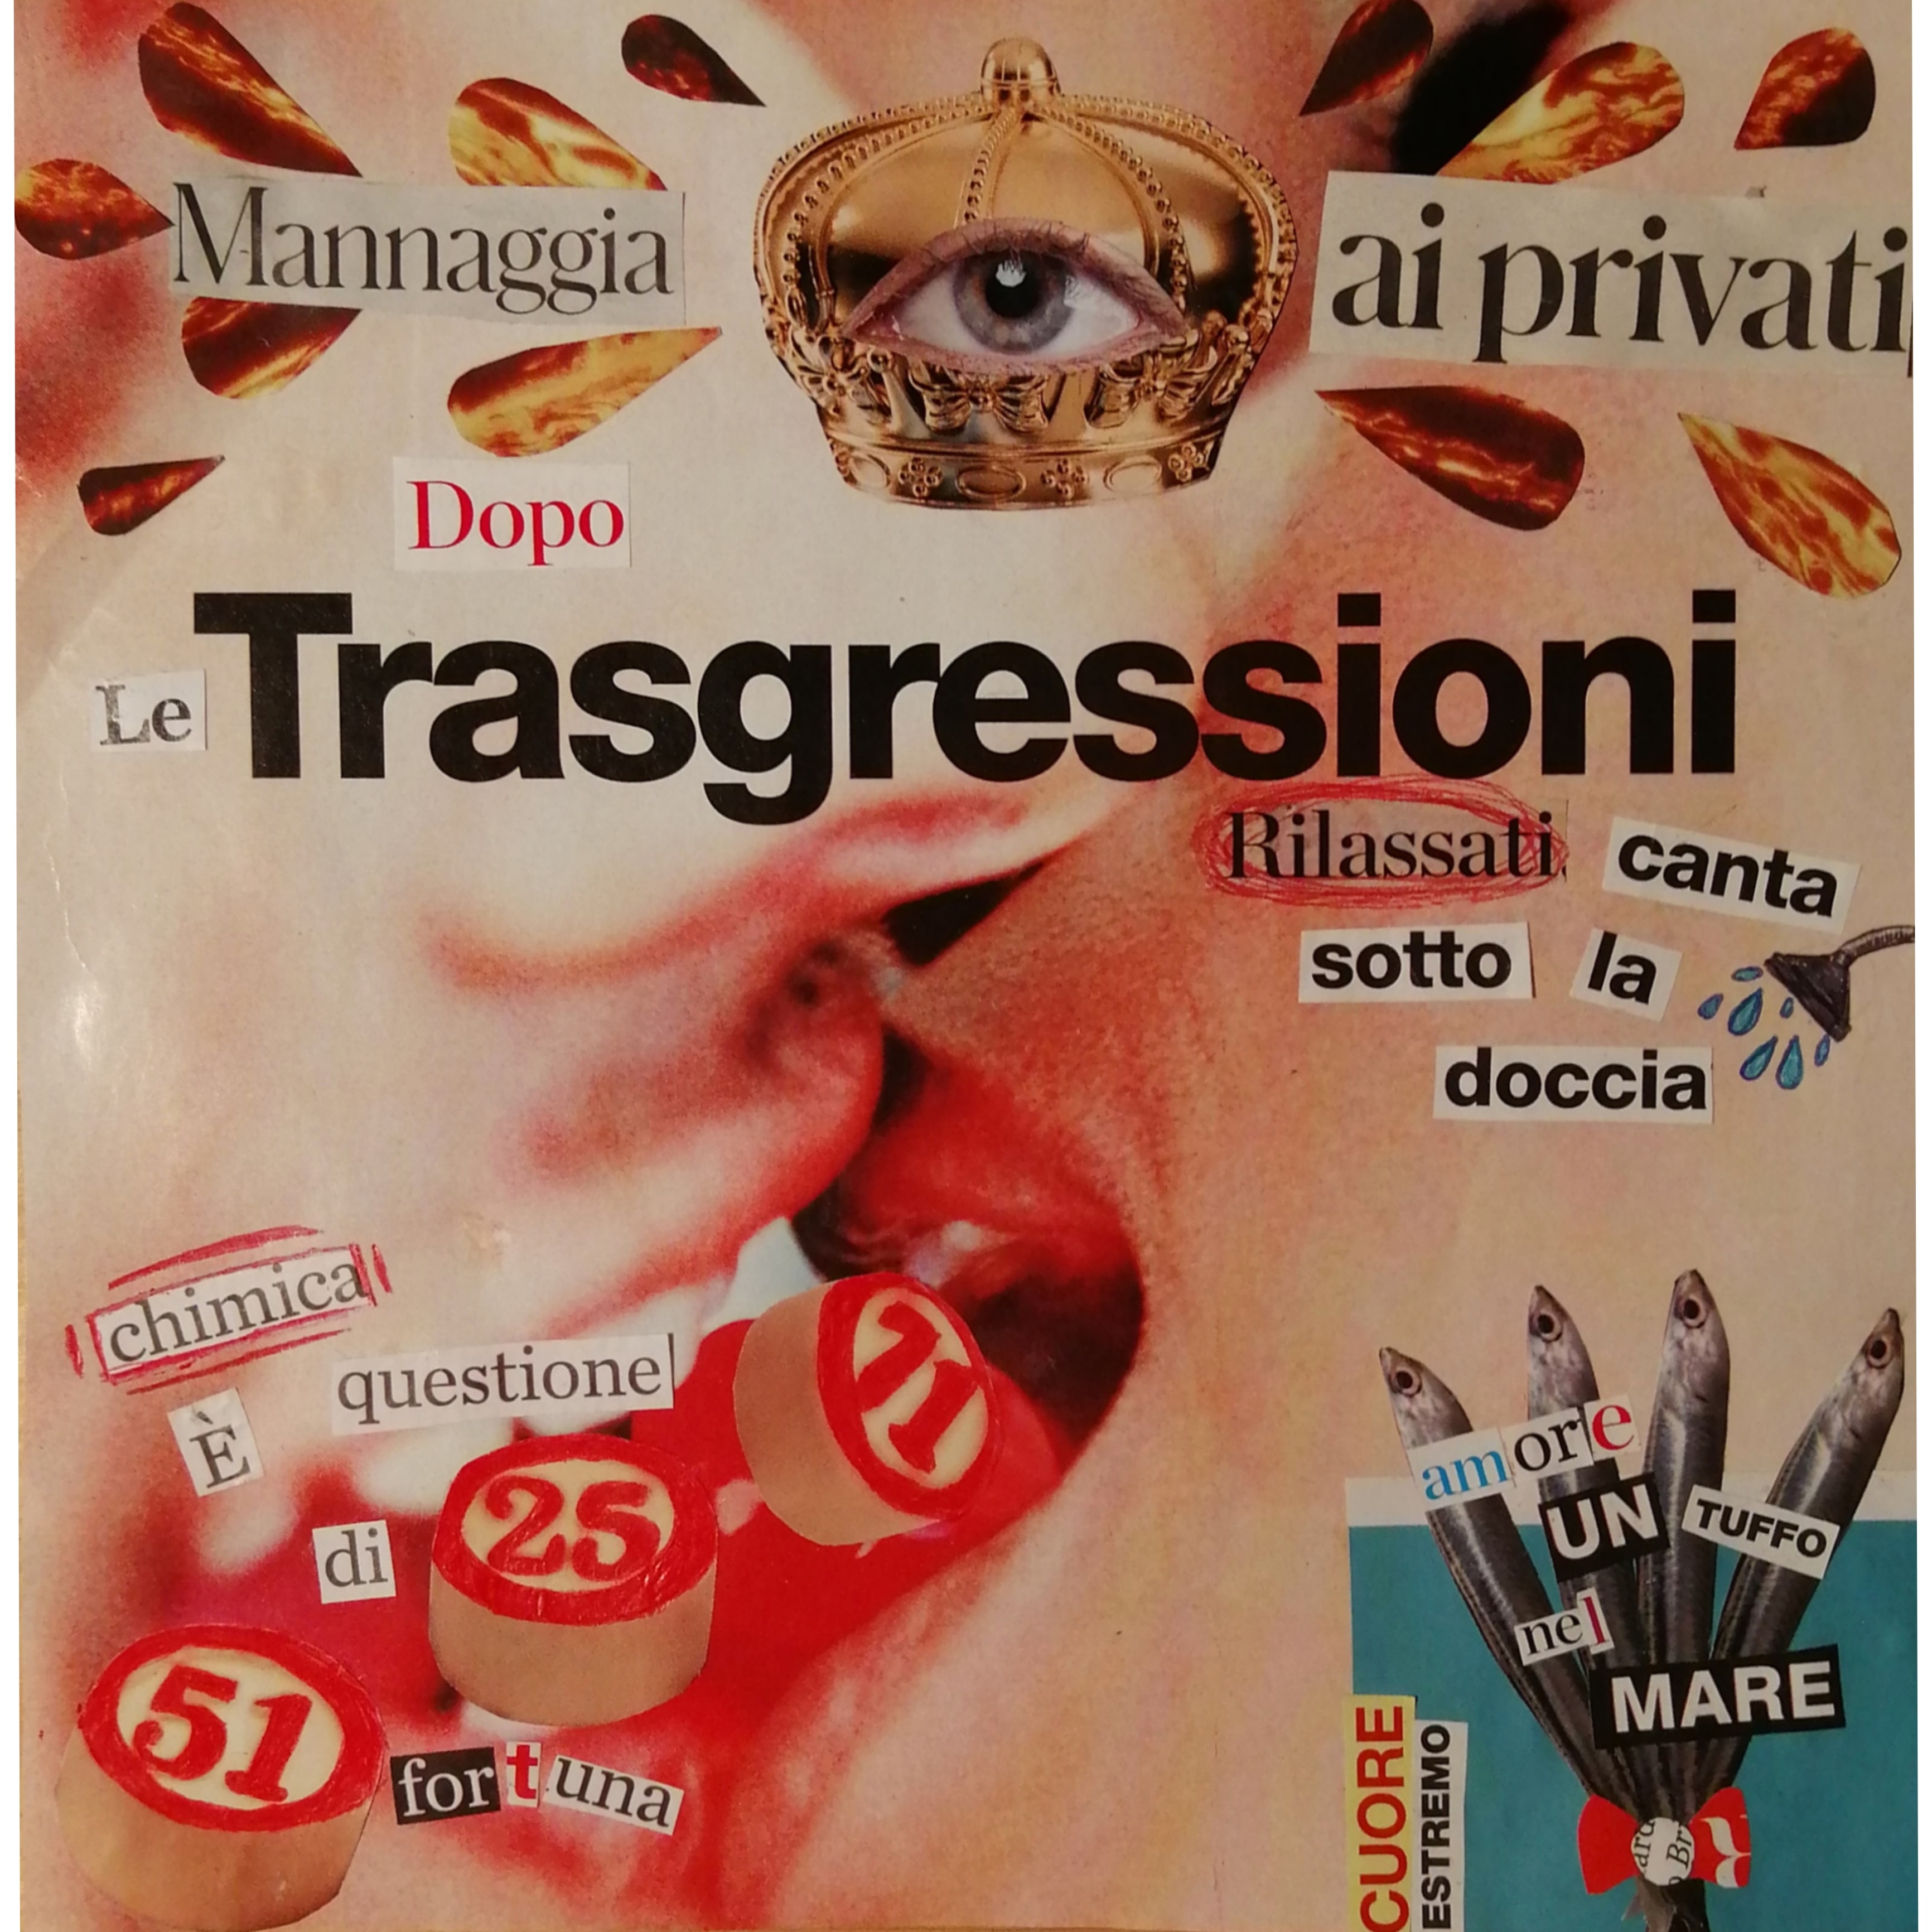 Mannaggia ai privati
Dopo
Le Trasgressioni
Rilassati. canta
sotto la
doccia
chimica
È questione
di
51 25 71
fortuna
amore
UN TUFFO
nel
MARE
CUORE
ESTREMO